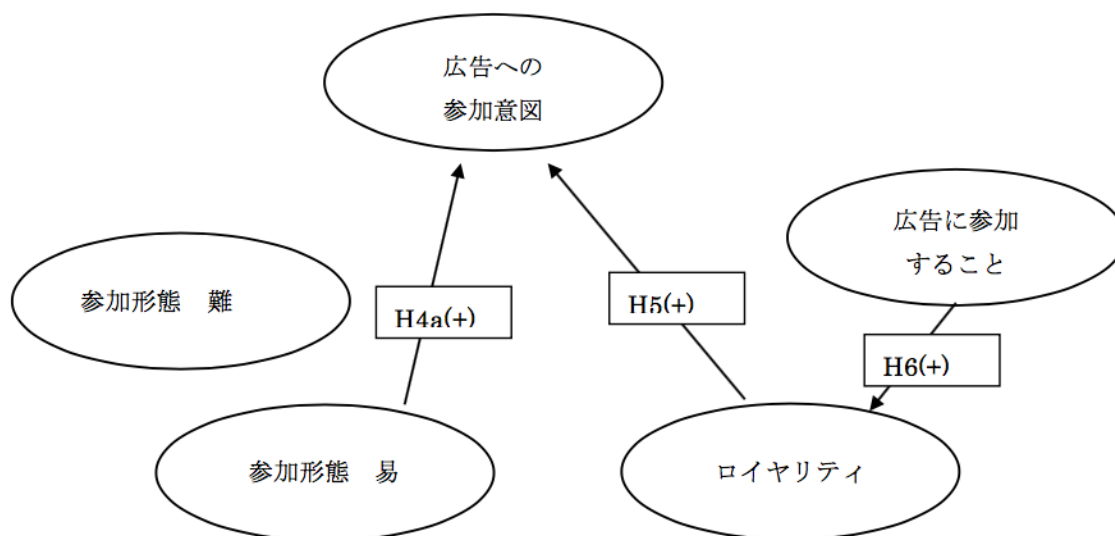 広告への
参加意図
広告に参加
すること
参加形態　難
H4a(+)
H5(+)
H6(+)
参加形態　易
ロイヤリティ